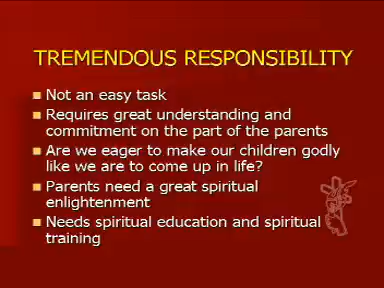 TREMENDOUS RESPONSIBILITY
Not an easy task
Requires great understanding and
commitment on the part of the parents
Are we eager to make our children godly
like we are to come up in life?
Parents need a great spiritual
enlightenment
Needs spiritual education and spiritual
training